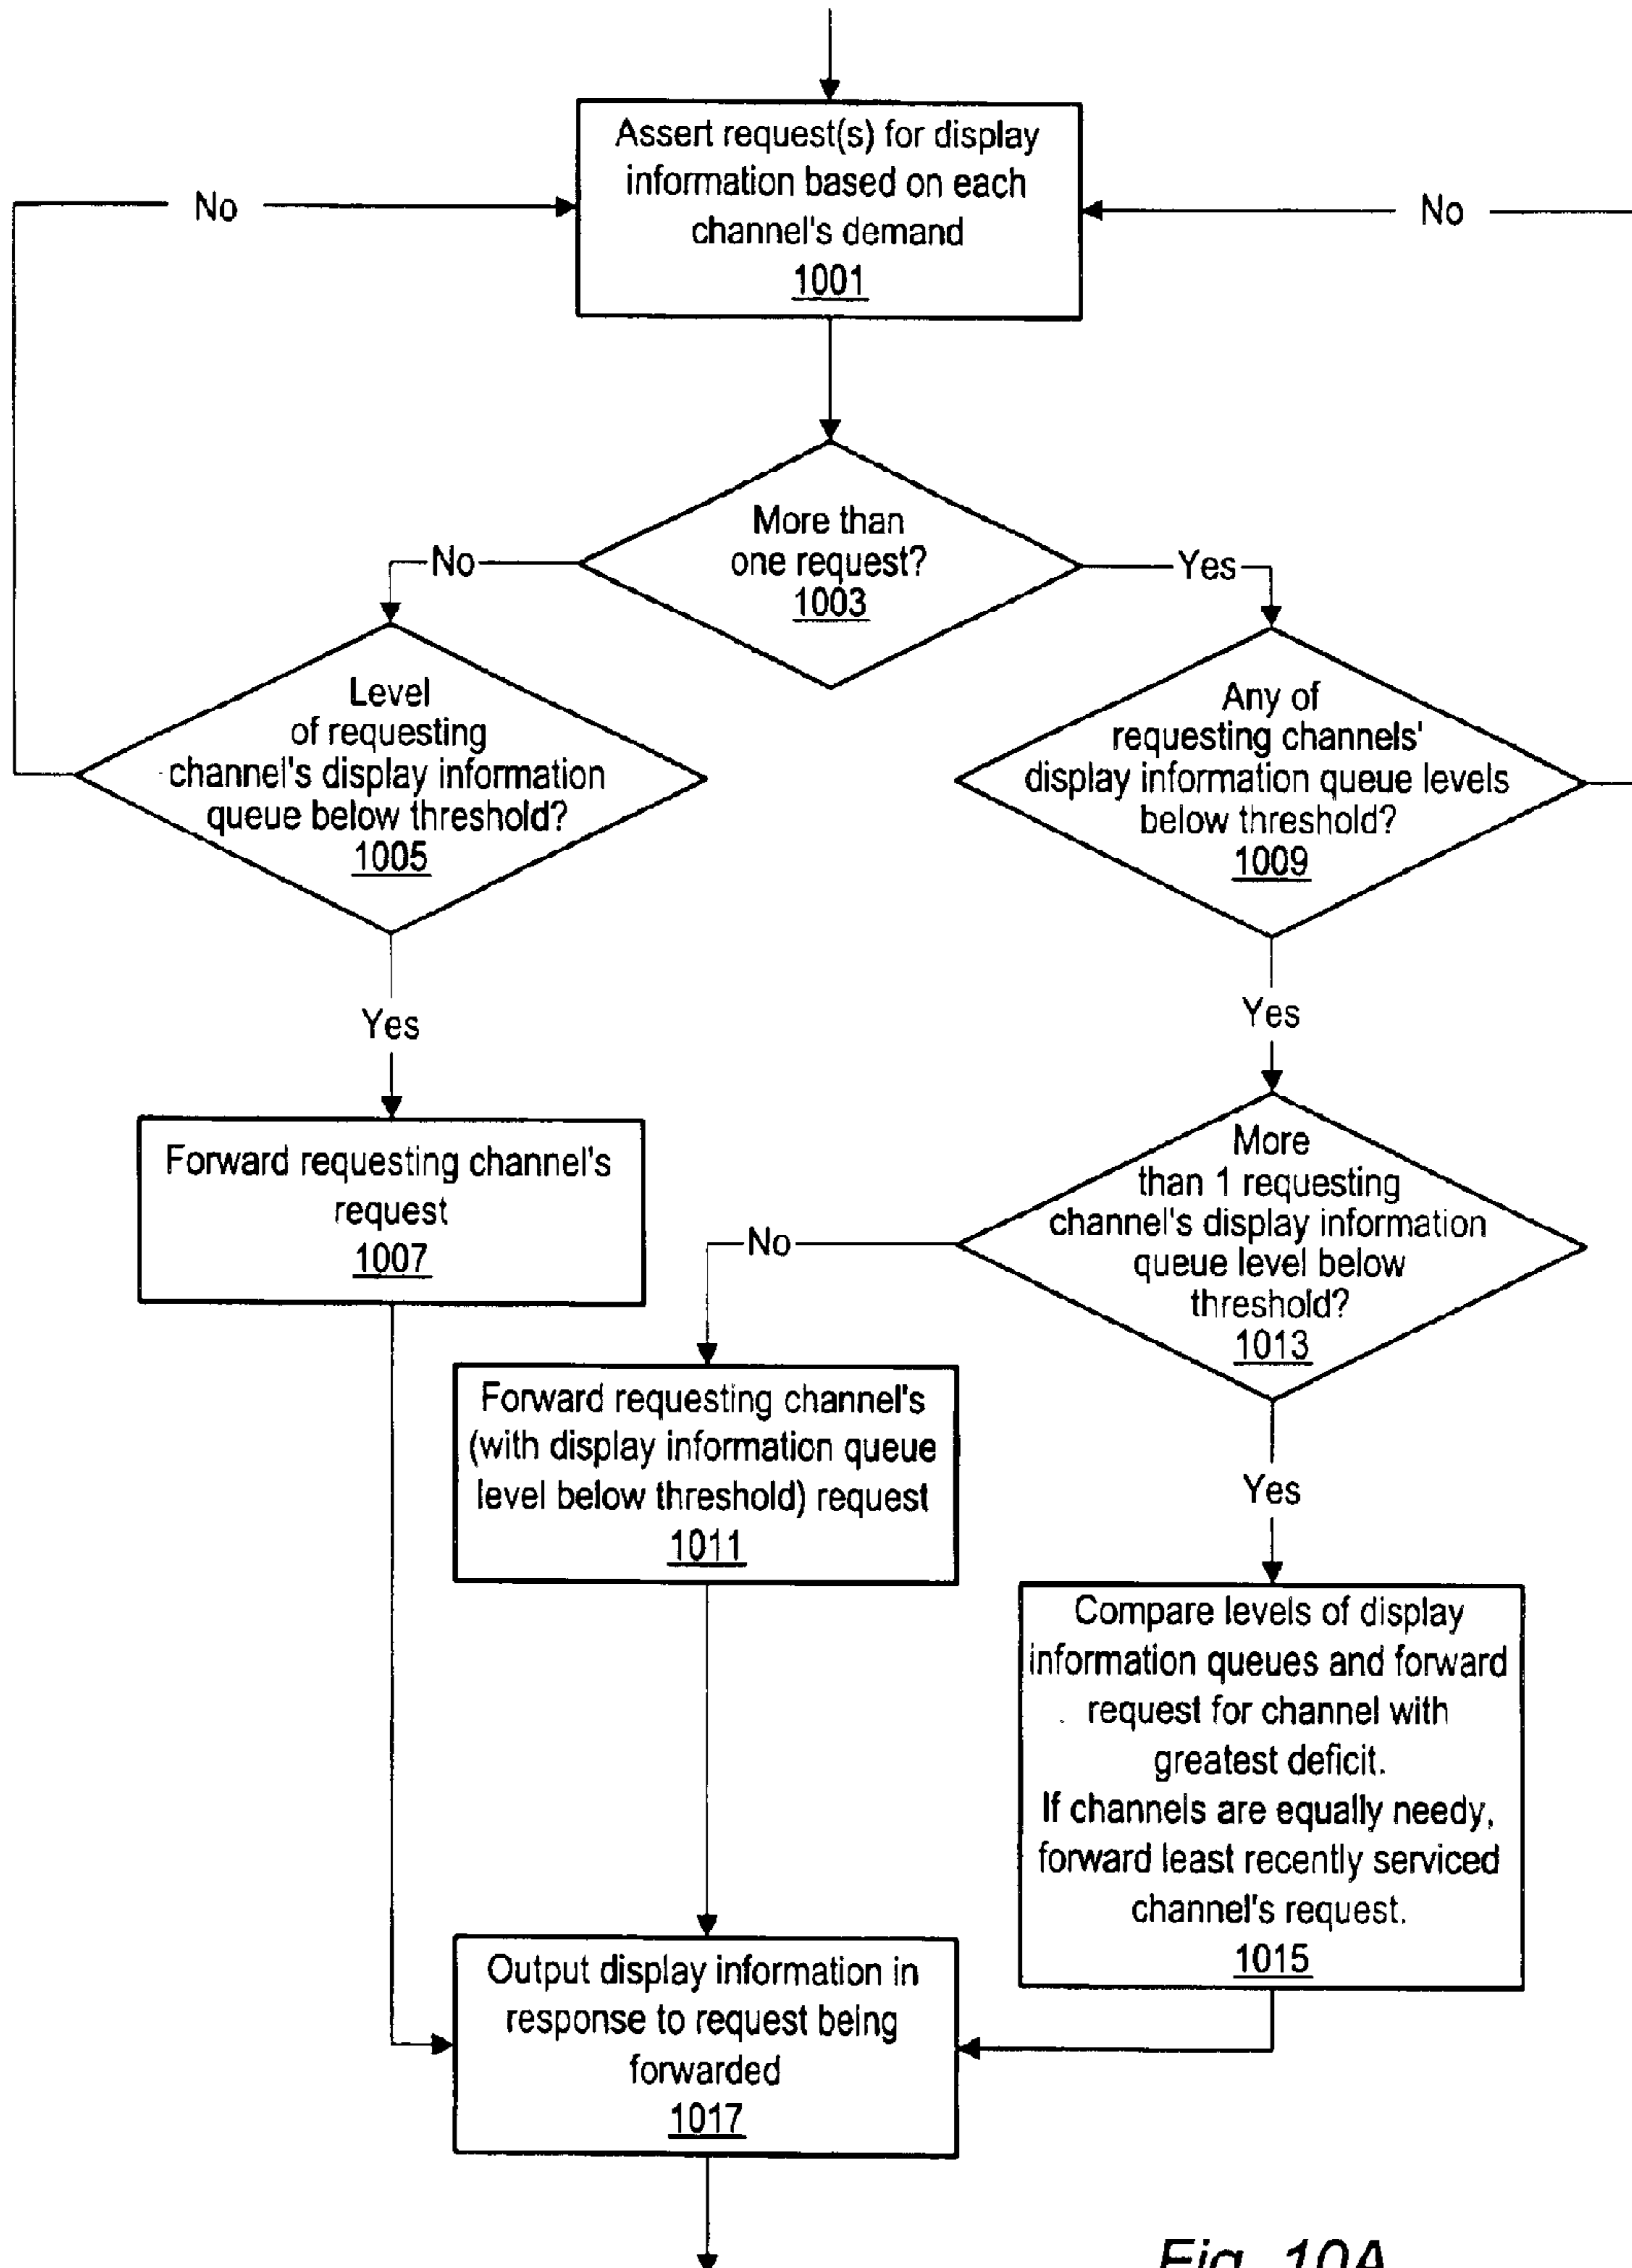 Assert request(s) for display
information based on each
channel's demand
1001
No
No
More than
one request?
1003
No
Yes
Level
of requesting
channel's display information
queue below threshold?
1005
Any of
requesting channels'
display information queue levels
below threshold?
1009
Yes
Yes
Forward requesting channel's
request
1007
More
than 1 requesting
channel's display information
queue level below
threshold?
1013
No
Forward requesting channel's
(with display information queue
level below threshold) request
1011
Yes
Compare levels of display
information queues and forward
request for channel with
greatest deficit.
If channels are equally needy,
forward least recently serviced
channel's request.
1015
Output display information in
response to request being
forwarded
1017
Fig. 10A